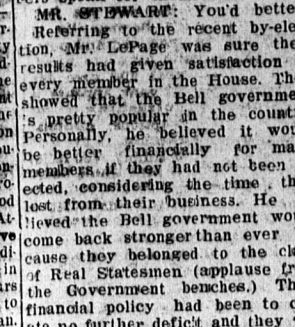 MR. STEWART: You'd bette
Referring to the recent by-ele
tion, Mr. LePage was sure the
results had given satisfaction
every member in the House. Th
showed that the Bell governme
is pretty popular in the count
Personally, he believed it wou
be better financially for ma
members if they had not been
ected, considering the time th
lost from their business. He
lieved the Bell government wou
come back stronger than ever
cause they belonged to the cl
of Real Statesmen (applause fr
the Government benches.) Th
financial policy had been to c
no further deficit and they